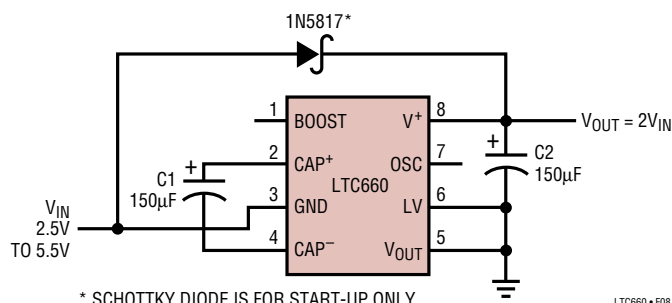 1N5817*
1 BOOST V+ 8
VOUT = 2VIN
2 CAP+ OSC 7
+ C1 150µF
LTC660
+ C2 150µF
3 GND LV 6
VIN 2.5V TO 5.5V
4 CAP− VOUT 5
* SCHOTTKY DIODE IS FOR START-UP ONLY
LTC660 • F08